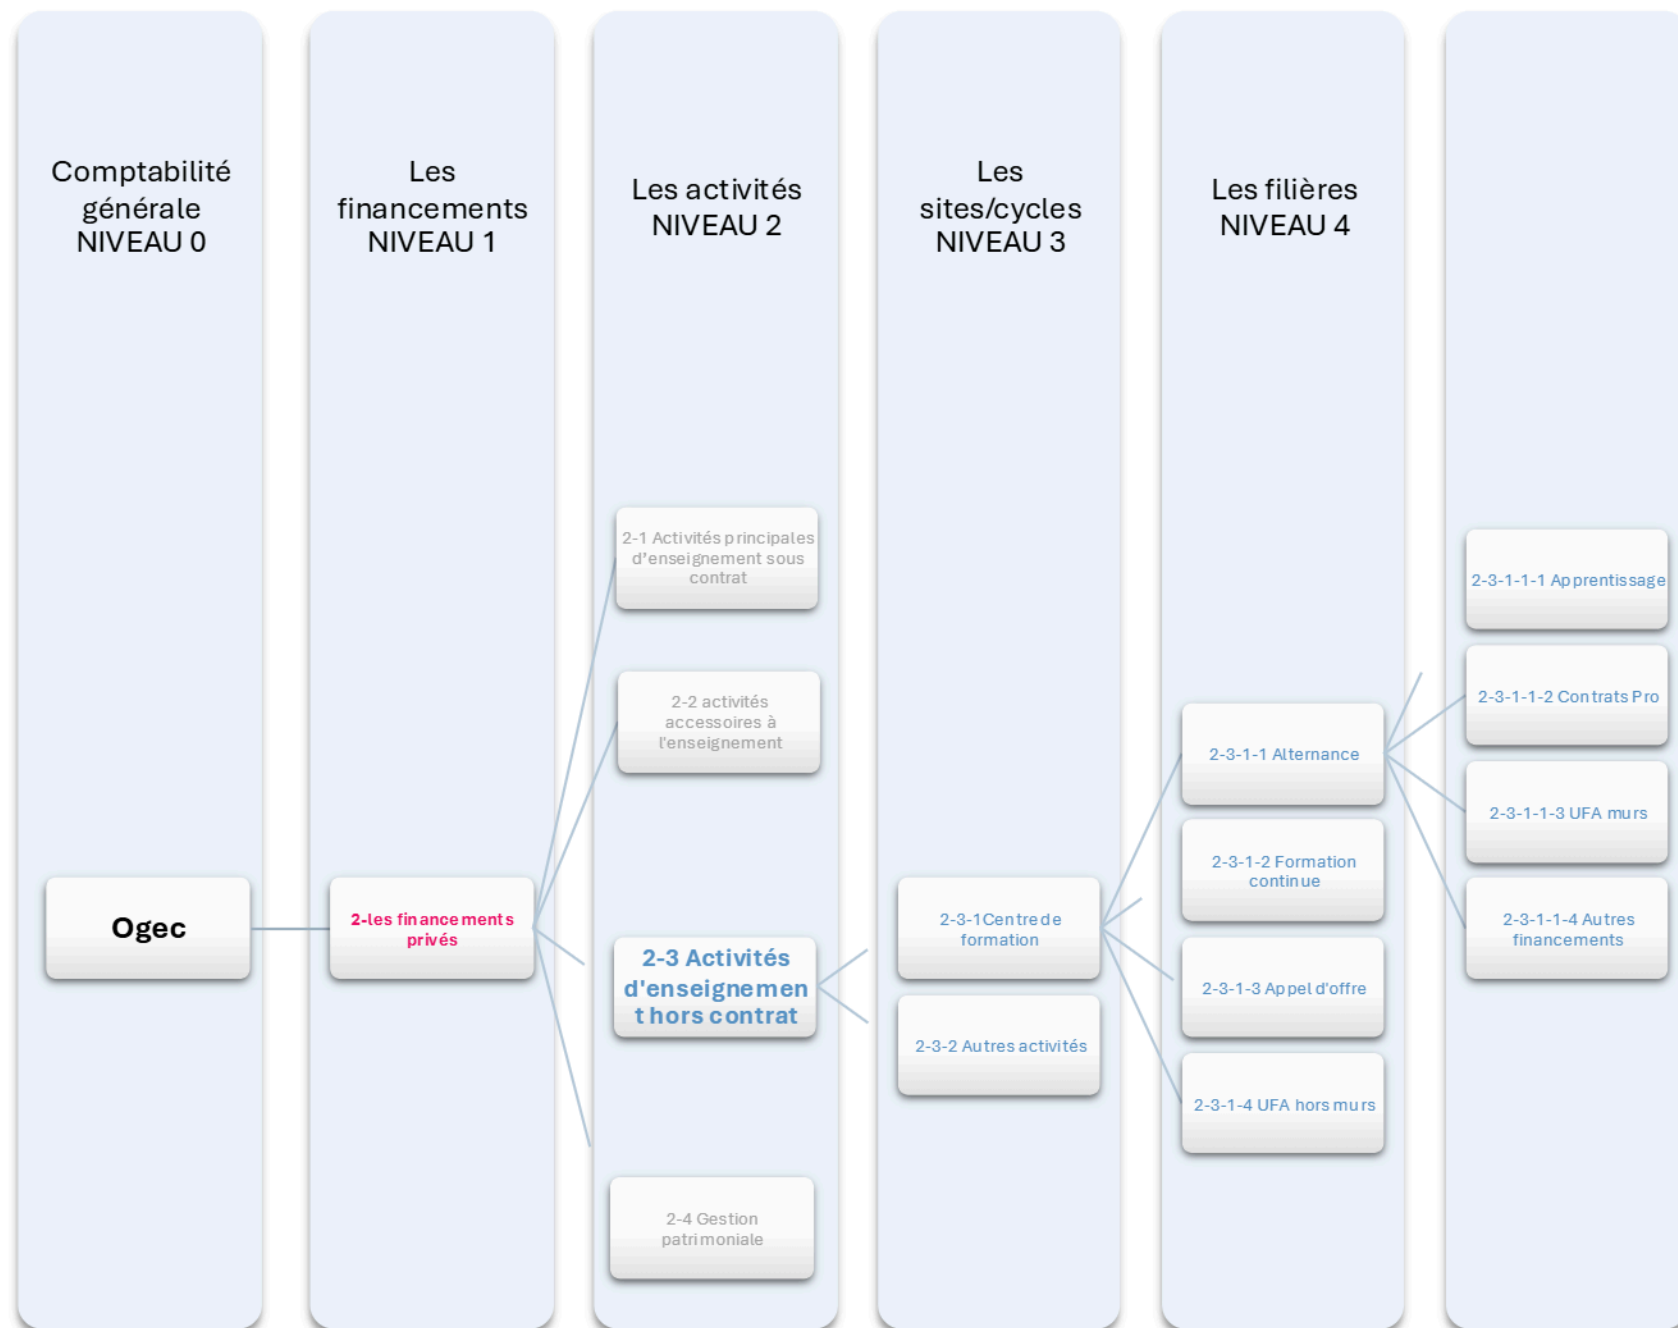 Comptabilité
générale
NIVEAU 0
Les
financements
NIVEAU 1
Les activités
NIVEAU 2
Les
sites/cycles
NIVEAU 3
Les filières
NIVEAU 4
Ogec
2-les financements
privés
2-1 Activités principales
d'enseignement sous
contrat
2-2 activités
accessoires à
l'enseignement
2-3 Activités
d'enseignemen
t hors contrat
2-4 Gestion
patrimoniale
2-3-1Centre de
formation
2-3-2 Autres activités
2-3-1-1 Alternance
2-3-1-2 Formation
continue
2-3-1-3 Appel d'offre
2-3-1-4 UFA hors murs
2-3-1-1-1 Apprentissage
2-3-1-1-2 Contrats Pro
2-3-1-1-3 UFA murs
2-3-1-1-4 Autres
financements